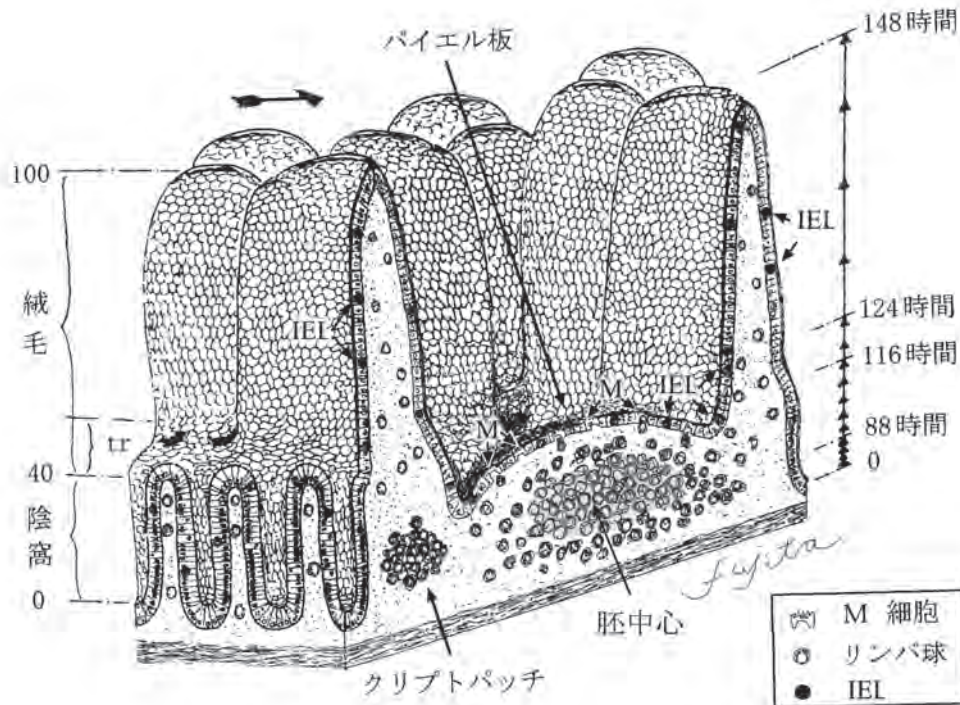 148時間
パイエル板
100
IEL
絨毛
IEL
124時間
116時間
M
IEL
M
tr
88時間
40
0
陰窩
0
fujita
胚中心
クリプトパッチ
M 細胞
リンパ球
IEL